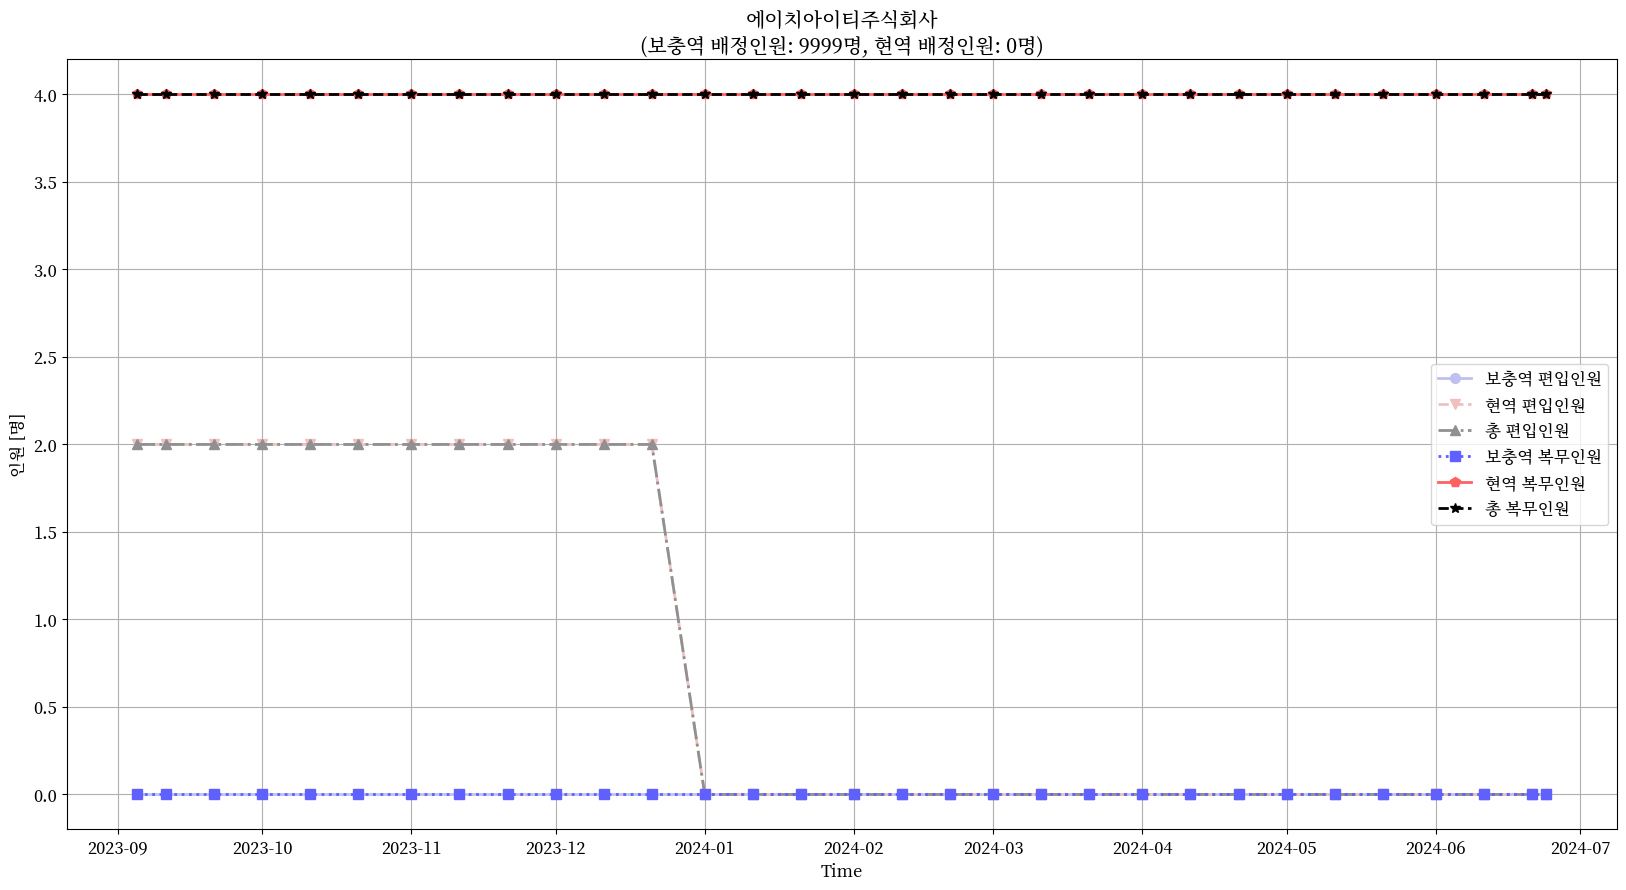 에이치아이티주식회사
(보충역 배정인원: 9999명, 현역 배정인원: 0명)
4.0
3.5
3.0
2.5
2.0
1.5
1.0
0.5
0.0
인원 [명]
보충역 편입인원
현역 편입인원
총 편입인원
보충역 복무인원
현역 복무인원
총 복무인원
2023-09
2023-10
2023-11
2023-12
2024-01
2024-02
2024-03
2024-04
2024-05
2024-06
2024-07
Time